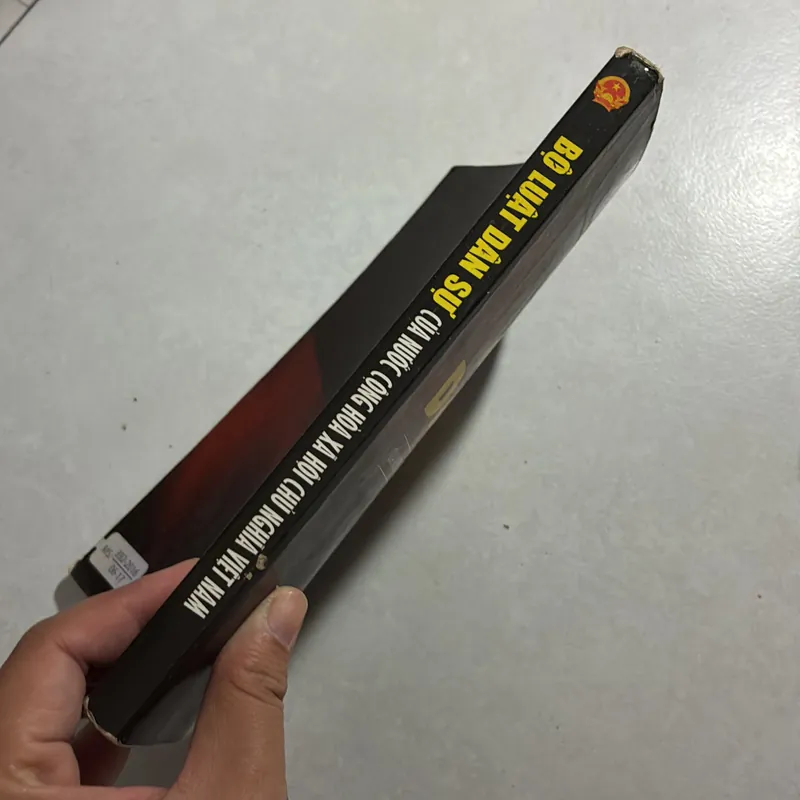 BỘ LUẬT DÂN SỰ CỦA NƯỚC CỘNG HÒA XÃ HỘI CHỦ NGHĨA VIỆT NAM